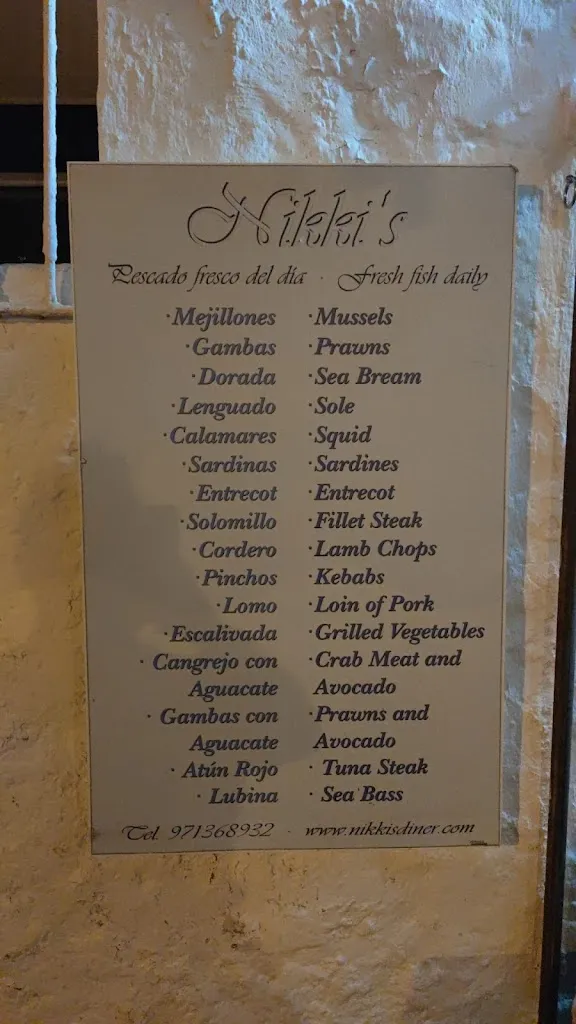 Nikki's
Pescado fresco del día · Fresh fish daily
·Mejillones ·Mussels
·Gambas ·Prawns
·Dorada ·Sea Bream
·Lenguado ·Sole
·Calamares ·Squid
·Sardinas ·Sardines
·Entrecot ·Entrecot
·Solomillo ·Fillet Steak
·Cordero ·Lamb Chops
·Pinchos ·Kebabs
·Lomo ·Loin of Pork
·Escalivada ·Grilled Vegetables
· Cangrejo con ·Crab Meat and
Aguacate Avocado
· Gambas con ·Prawns and
Aguacate Avocado
· Atún Rojo · Tuna Steak
· Lubina · Sea Bass
Tel. 971368932 · www.nikkisdiner.com